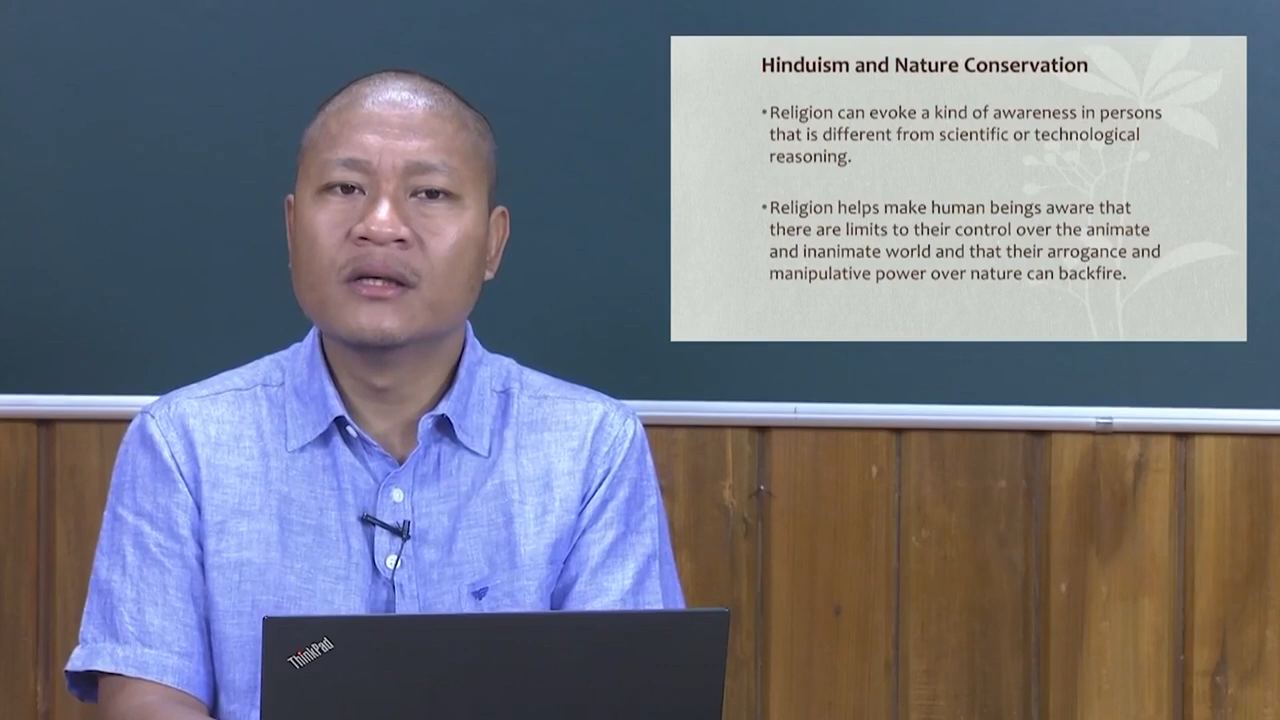 Hinduism and Nature Conservation
•Religion can evoke a kind of awareness in persons
that is different from scientific or technological
reasoning.
•Religion helps make human beings aware that
there are limits to their control over the animate
and inanimate world and that their arrogance and
manipulative power over nature can backfire.
ThinkPad